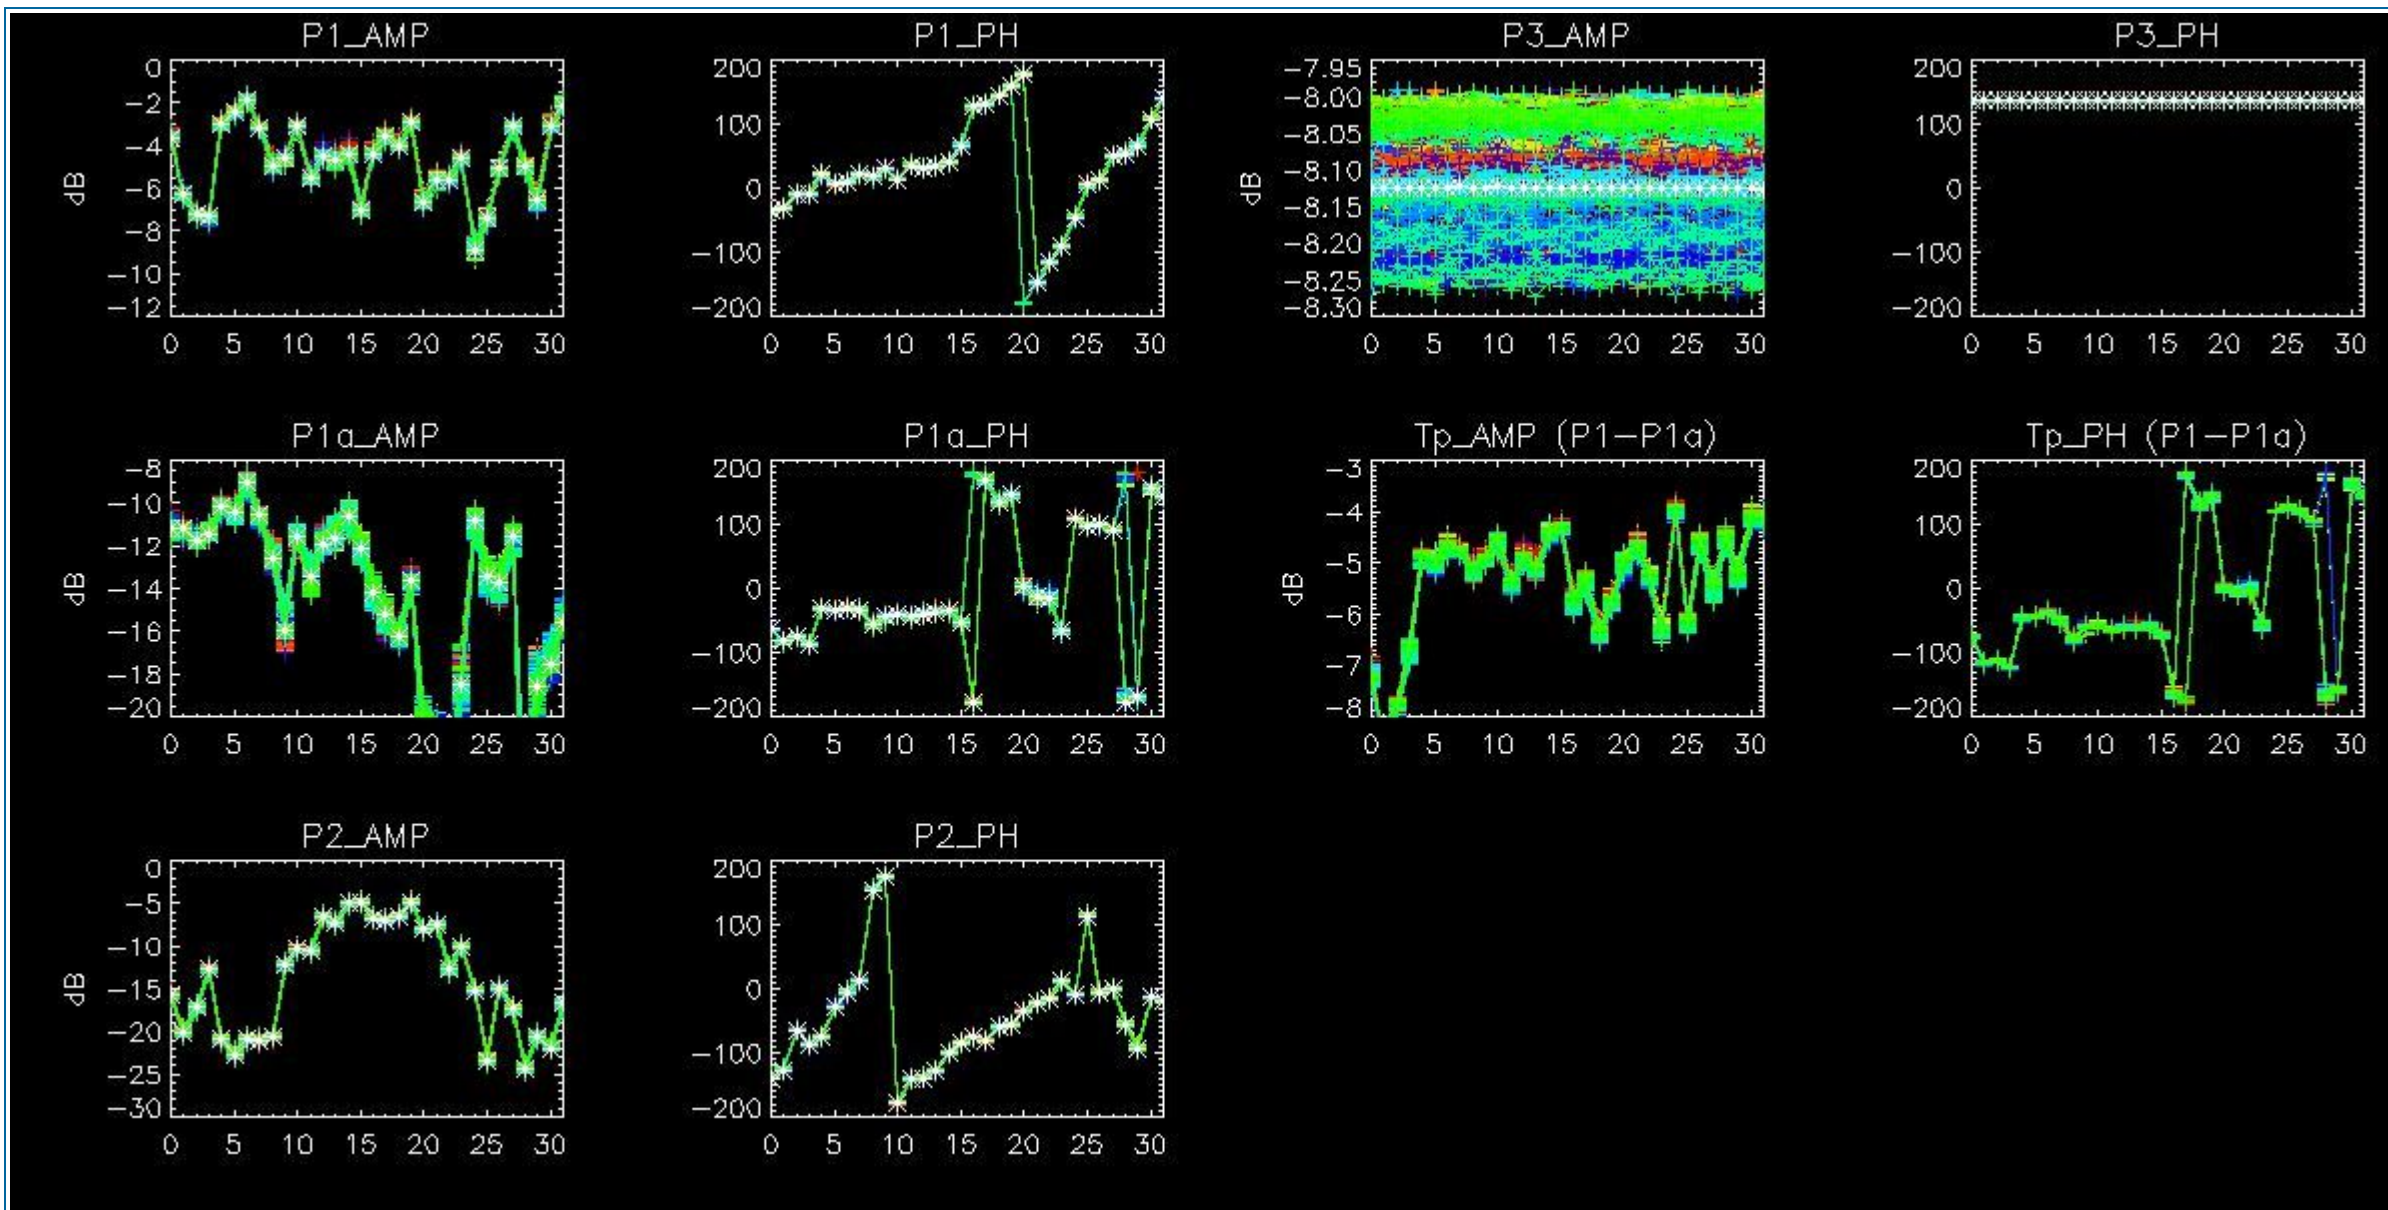 P1_AMP
P1_PH
P3_AMP
P3_PH
0
−2
−4
−6
−8
−10
−12
dB
0 5 10 15 20 25 30
200
100
0
−100
−200
0 5 10 15 20 25 30
−7.95
−8.00
−8.05
−8.10
−8.15
−8.20
−8.25
−8.30
dB
0 5 10 15 20 25 30
200
100
0
−100
−200
0 5 10 15 20 25 30
P1a_AMP
P1a_PH
Tp_AMP (P1−P1a)
Tp_PH (P1−P1a)
−8
−10
−12
−14
−16
−18
−20
dB
0 5 10 15 20 25 30
200
100
0
−100
−200
0 5 10 15 20 25 30
−3
−4
−5
−6
−7
−8
dB
0 5 10 15 20 25 30
200
100
0
−100
−200
0 5 10 15 20 25 30
P2_AMP
P2_PH
0
−5
−10
−15
−20
−25
−30
dB
0 5 10 15 20 25 30
200
100
0
−100
−200
0 5 10 15 20 25 30